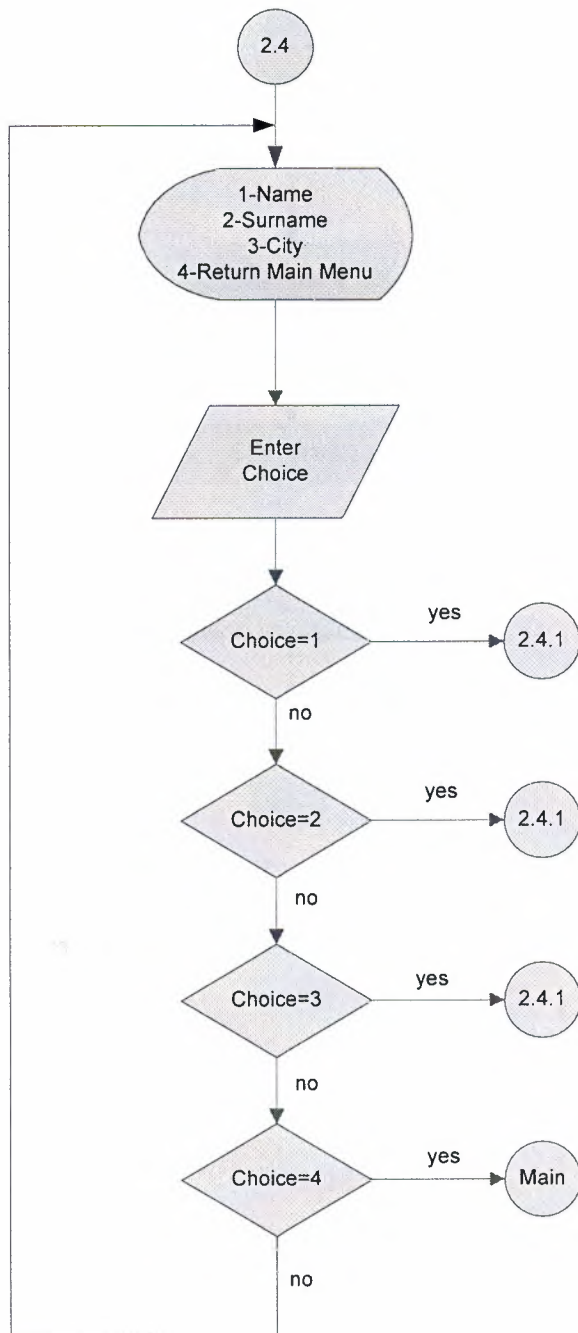 2.4
1-Name
2-Surname
3-City
4-Return Main Menu
Enter
Choice
Choice=1
yes
2.4.1
no
Choice=2
yes
2.4.1
no
Choice=3
yes
2.4.1
no
Choice=4
yes
Main
no